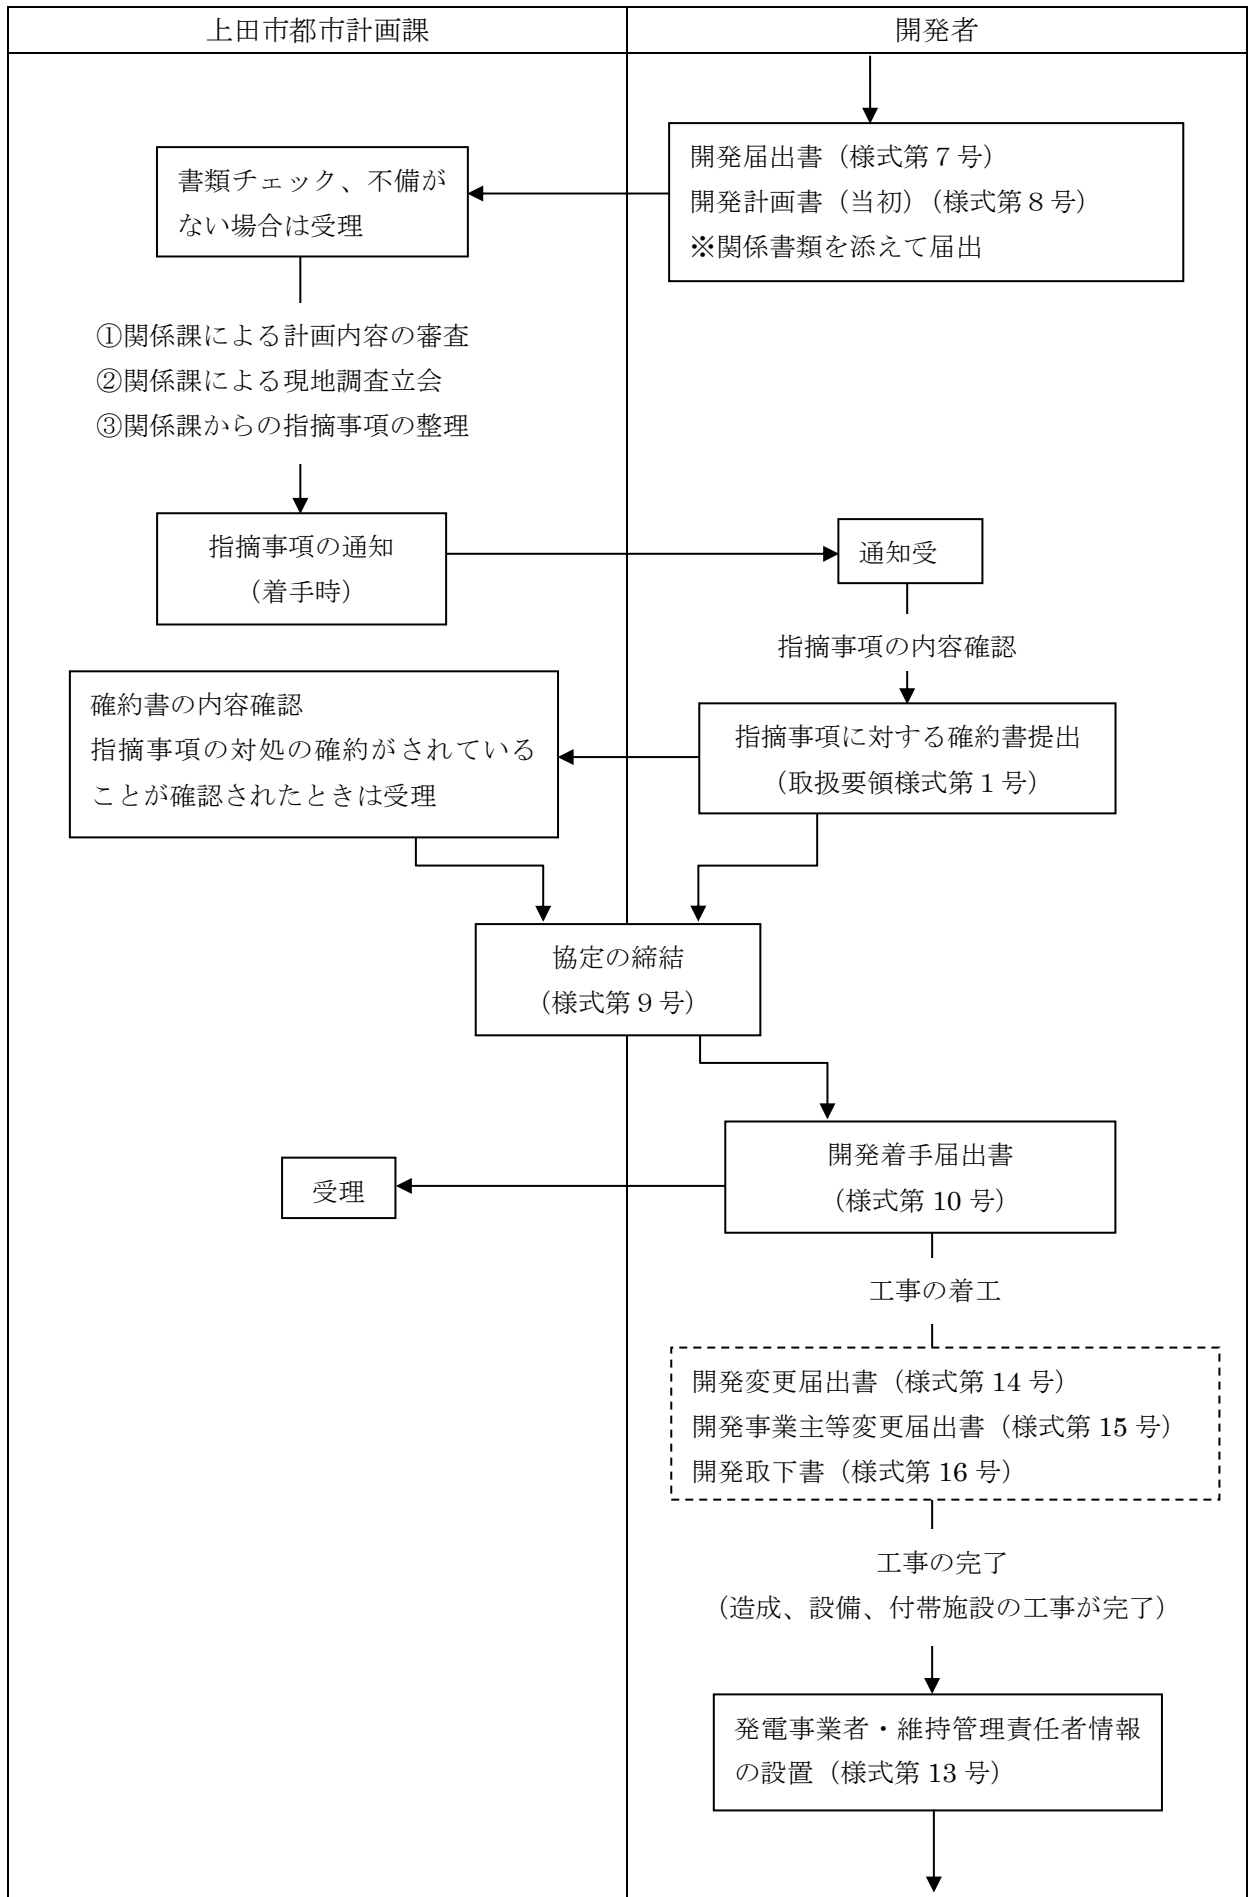 上田市都市計画課
開発者
開発届出書（様式第７号）
開発計画書（当初）（様式第８号）
※関係書類を添えて届出
書類チェック、不備が
ない場合は受理
①関係課による計画内容の審査
②関係課による現地調査立会
③関係課からの指摘事項の整理
指摘事項の通知
（着手時）
通知受
指摘事項の内容確認
指摘事項に対する確約書提出
（取扱要領様式第１号）
確約書の内容確認
指摘事項の対処の確約がされている
ことが確認されたときは受理
協定の締結
（様式第９号）
開発着手届出書
（様式第 10 号）
受理
工事の着工
開発変更届出書（様式第 14 号）
開発事業主等変更届出書（様式第 15 号）
開発取下書（様式第 16 号）
工事の完了
（造成、設備、付帯施設の工事が完了）
発電事業者・維持管理責任者情報
の設置（様式第 13 号）